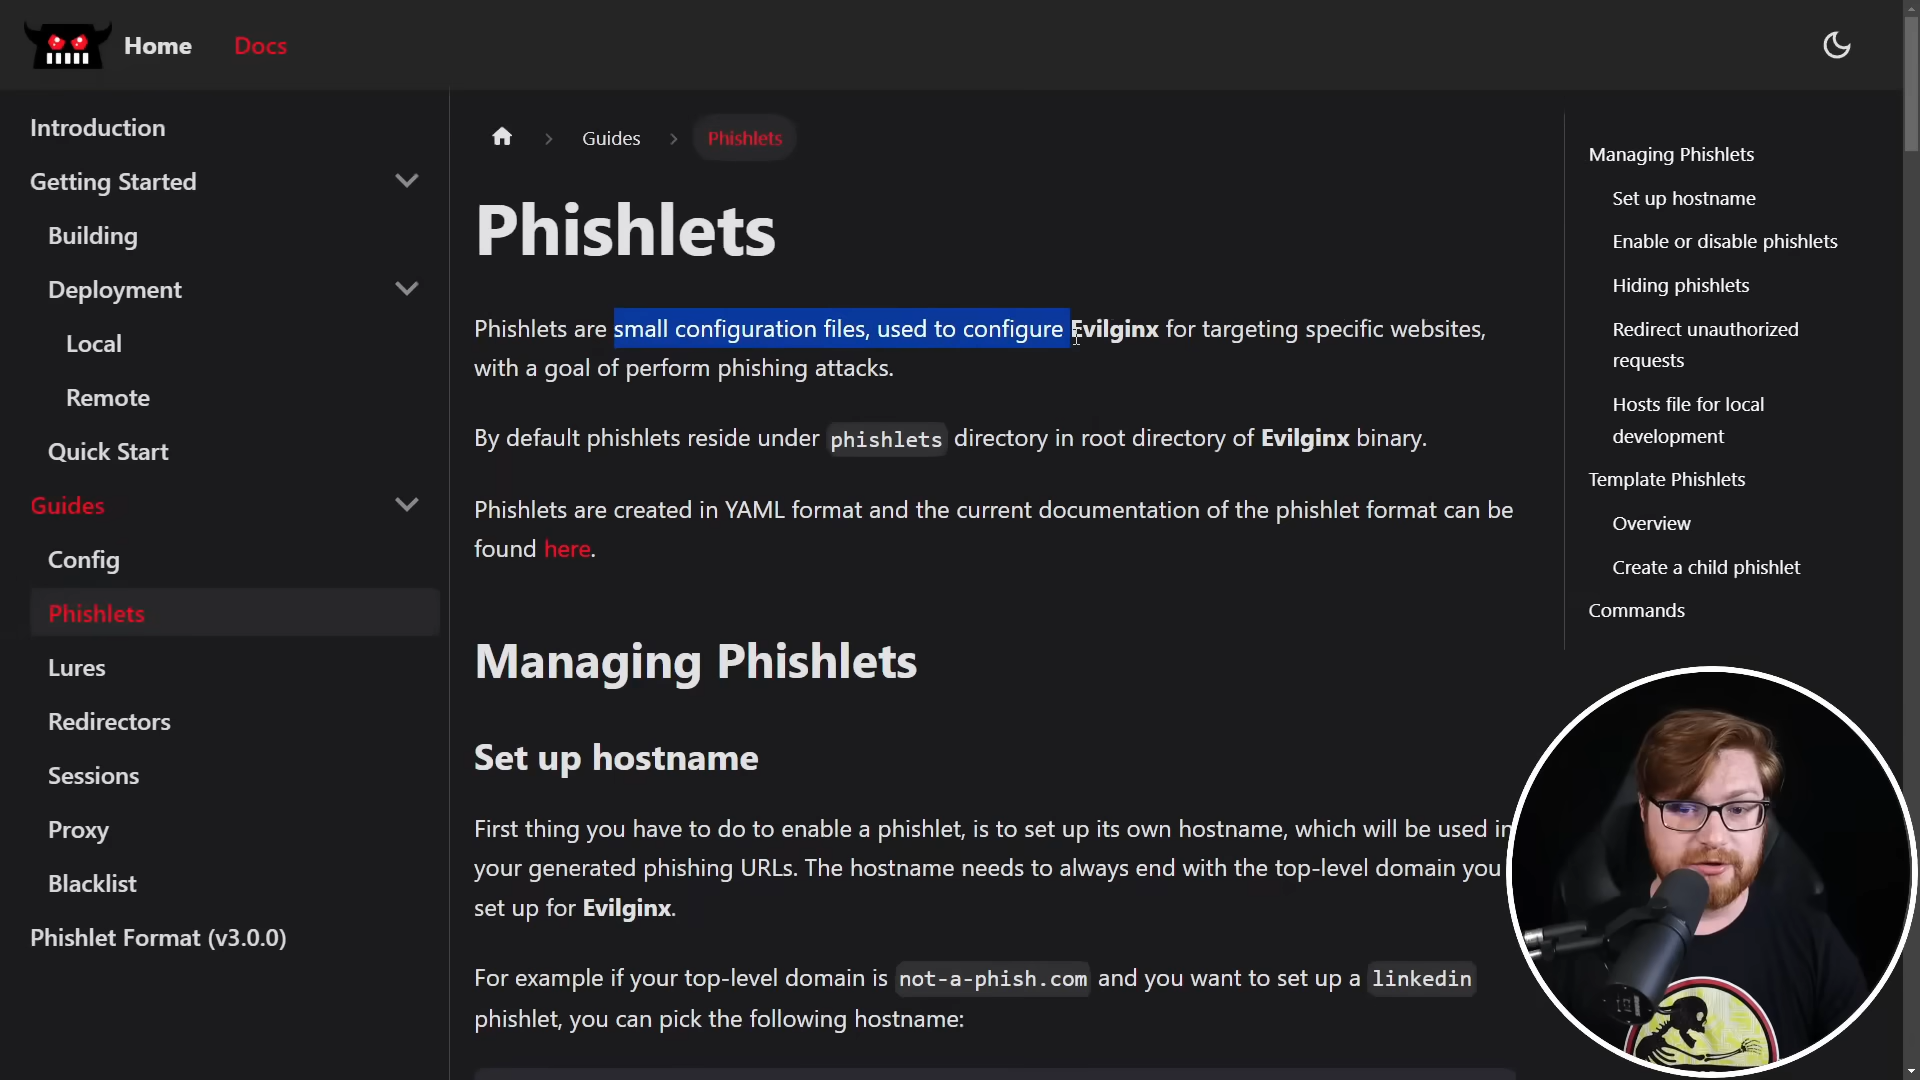 Home
Docs
Introduction
Getting Started
Building
Deployment
Local
Remote
Quick Start
Guides
Config
Phishlets
Lures
Redirectors
Sessions
Proxy
Blacklist
Phishlet Format (v3.0.0)
Guides
Phishlets
Phishlets
Phishlets are small configuration files, used to configure Evilginx for targeting specific websites,
with a goal of perform phishing attacks.
By default phishlets reside under phishlets directory in root directory of Evilginx binary.
Phishlets are created in YAML format and the current documentation of the phishlet format can be
found here.
Managing Phishlets
Set up hostname
First thing you have to do to enable a phishlet, is to set up its own hostname, which will be used in
your generated phishing URLs. The hostname needs to always end with the top-level domain you
set up for Evilginx.
For example if your top-level domain is not-a-phish.com and you want to set up a linkedin
phishlet, you can pick the following hostname:
Managing Phishlets
Set up hostname
Enable or disable phishlets
Hiding phishlets
Redirect unauthorized
requests
Hosts file for local
development
Template Phishlets
Overview
Create a child phishlet
Commands